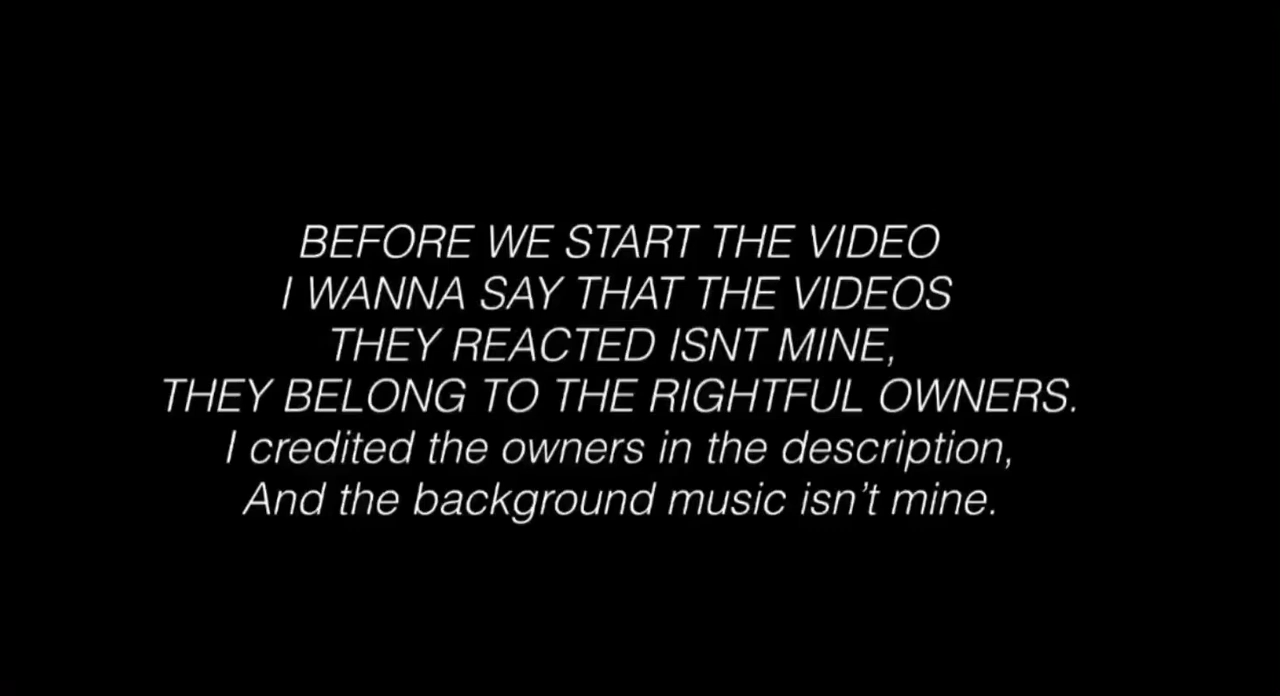 BEFORE WE START THE VIDEO
I WANNA SAY THAT THE VIDEOS
THEY REACTED ISNT MINE,
THEY BELONG TO THE RIGHTFUL OWNERS.
I credited the owners in the description,
And the background music isn’t mine.